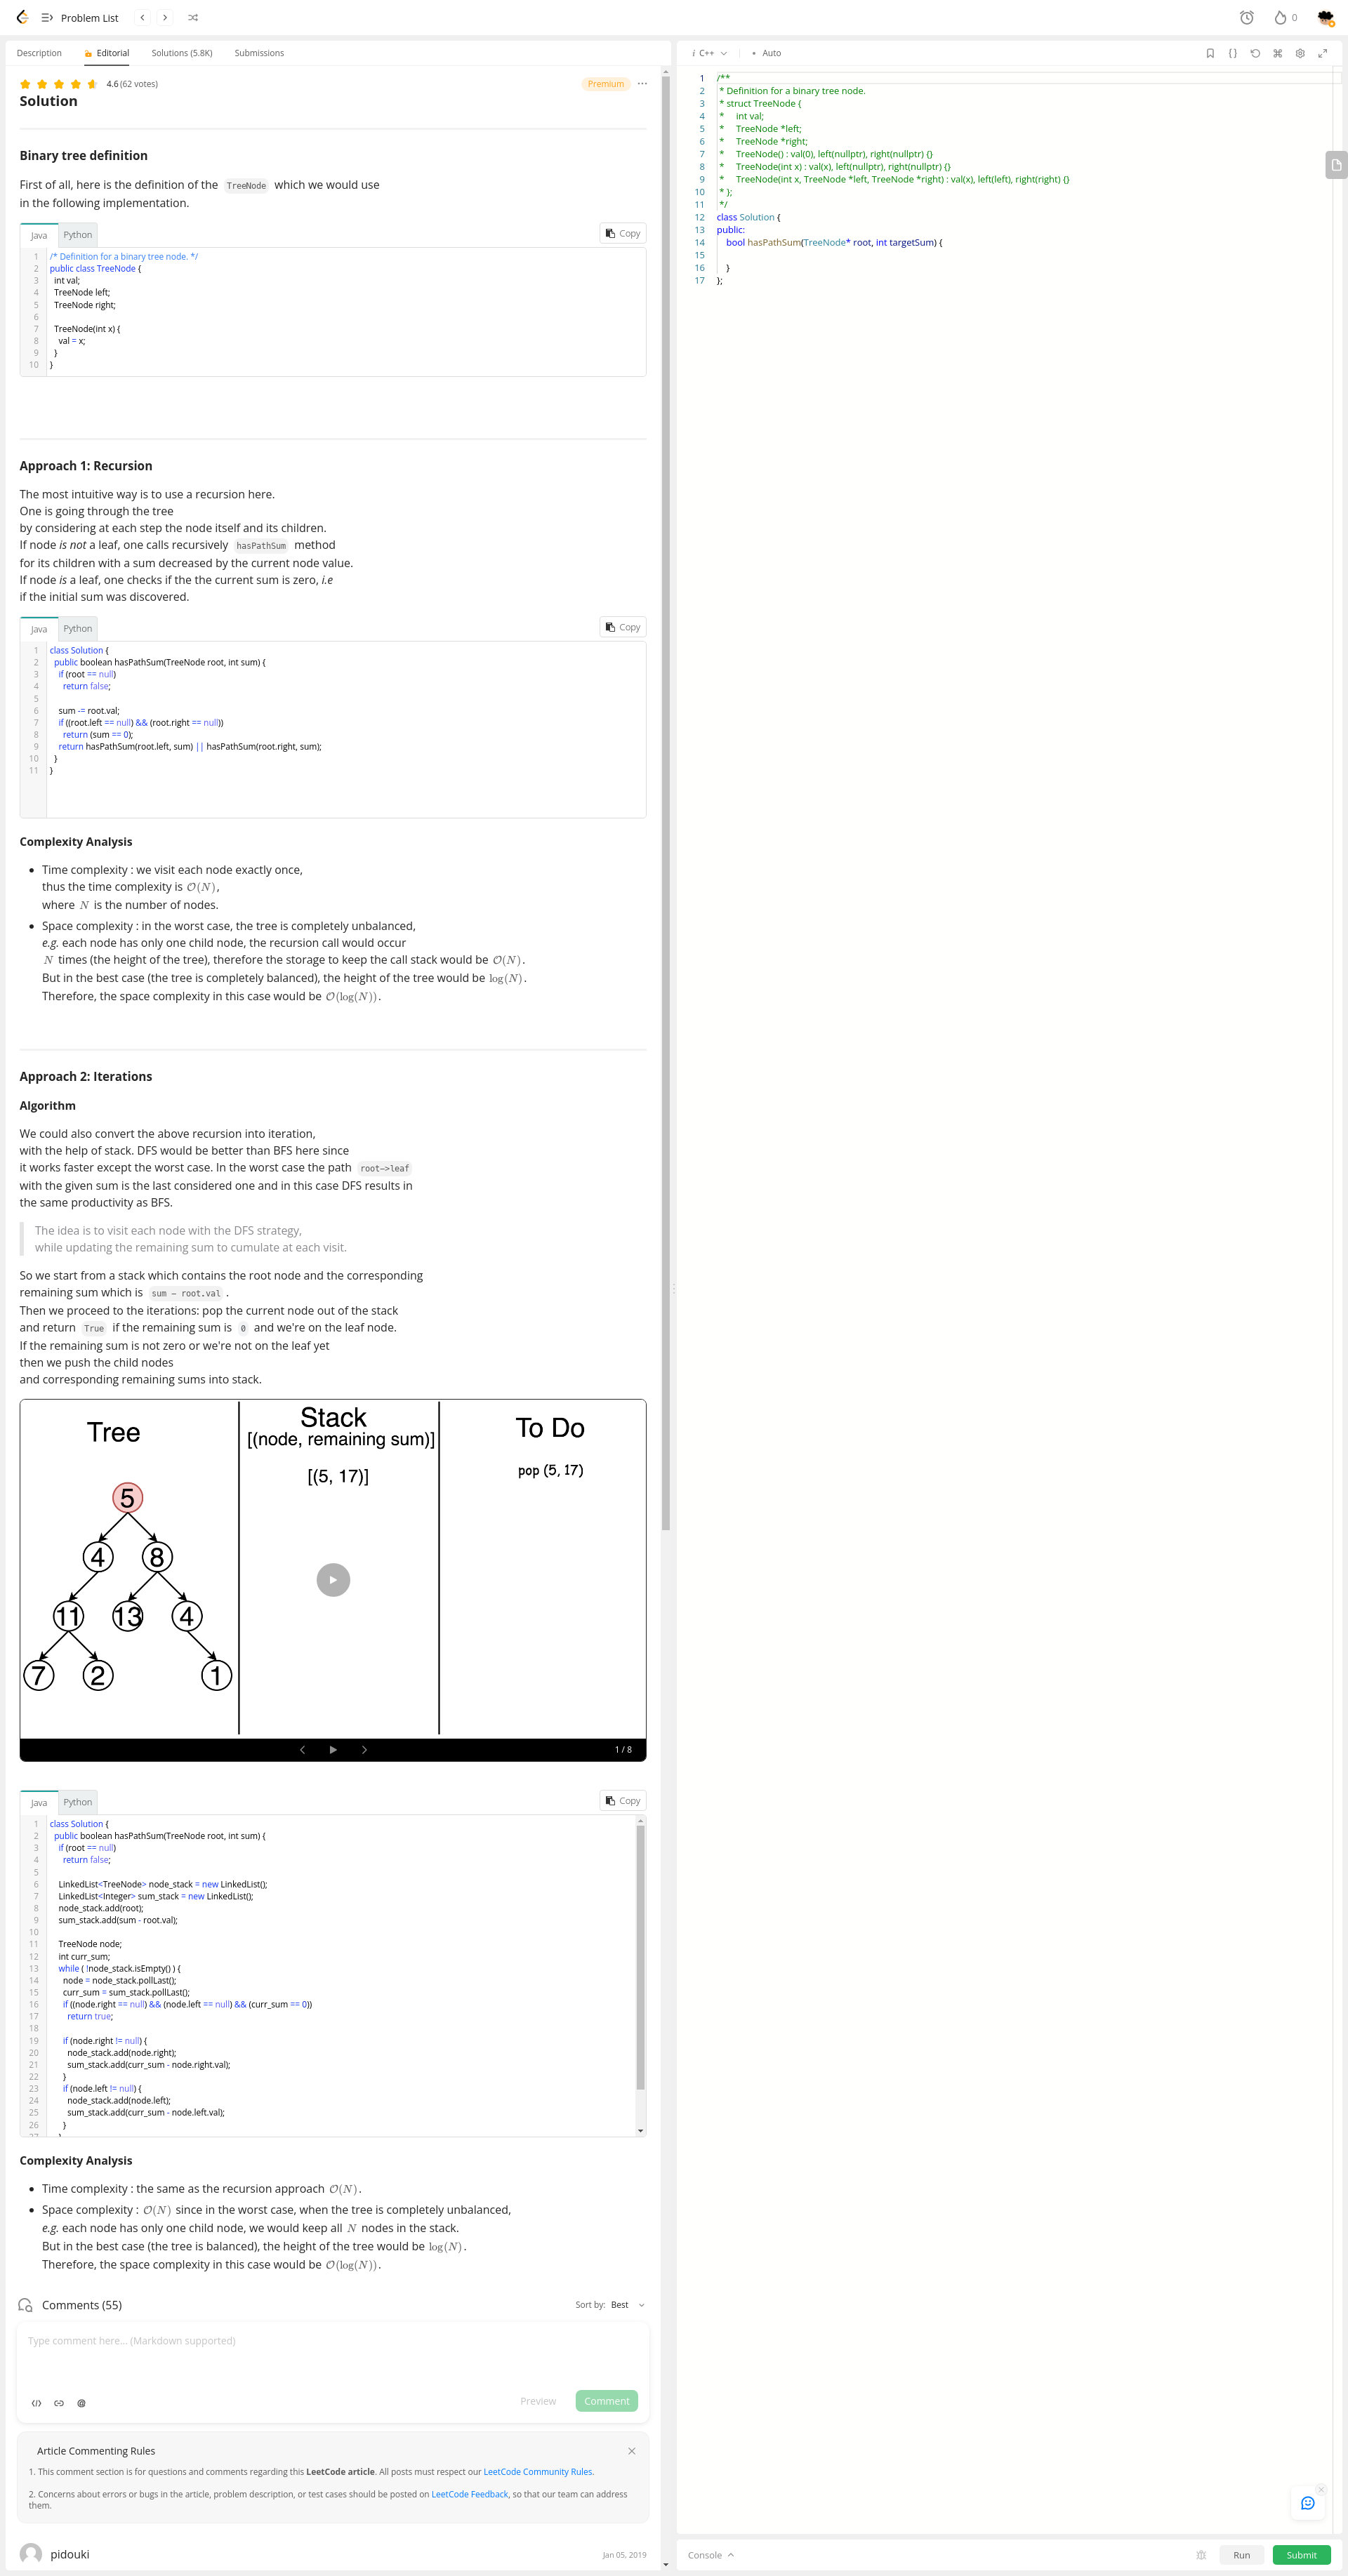 Problem List
0
Description
Editorial
Solutions (5.8K)
Submissions
4.6 (62 votes)
Premium
Solution
Binary tree definition
First of all, here is the definition of the TreeNode which we would use
in the following implementation.
Java
Python
Copy
1 /* Definition for a binary tree node. */
2 public class TreeNode {
3 int val;
4 TreeNode left;
5 TreeNode right;
6
7 TreeNode(int x) {
8 val = x;
9 }
10 }
Approach 1: Recursion
The most intuitive way is to use a recursion here.
One is going through the tree
by considering at each step the node itself and its children.
If node is not a leaf, one calls recursively hasPathSum method
for its children with a sum decreased by the current node value.
If node is a leaf, one checks if the the current sum is zero, i.e
if the initial sum was discovered.
Java
Python
Copy
1 class Solution {
2 public boolean hasPathSum(TreeNode root, int sum) {
3 if (root == null)
4 return false;
5
6 sum -= root.val;
7 if ((root.left == null) && (root.right == null))
8 return (sum == 0);
9 return hasPathSum(root.left, sum) || hasPathSum(root.right, sum);
10 }
11 }
Complexity Analysis
• Time complexity : we visit each node exactly once,
thus the time complexity is O(N),
where N is the number of nodes.
• Space complexity : in the worst case, the tree is completely unbalanced,
e.g. each node has only one child node, the recursion call would occur
N times (the height of the tree), therefore the storage to keep the call stack would be O(N).
But in the best case (the tree is completely balanced), the height of the tree would be log(N).
Therefore, the space complexity in this case would be O(log(N)).
Approach 2: Iterations
Algorithm
We could also convert the above recursion into iteration,
with the help of stack. DFS would be better than BFS here since
it works faster except the worst case. In the worst case the path root->leaf
with the given sum is the last considered one and in this case DFS results in
the same productivity as BFS.
The idea is to visit each node with the DFS strategy,
while updating the remaining sum to cumulate at each visit.
So we start from a stack which contains the root node and the corresponding
remaining sum which is sum - root.val .
Then we proceed to the iterations: pop the current node out of the stack
and return True if the remaining sum is 0 and we're on the leaf node.
If the remaining sum is not zero or we're not on the leaf yet
then we push the child nodes
and corresponding remaining sums into stack.
Tree
Stack
[(node, remaining sum)]
[(5, 17)]
To Do
pop (5, 17)
5
4 8
11 13 4
7 2 1
1 / 8
Java
Python
Copy
1 class Solution {
2 public boolean hasPathSum(TreeNode root, int sum) {
3 if (root == null)
4 return false;
5
6 LinkedList<TreeNode> node_stack = new LinkedList();
7 LinkedList<Integer> sum_stack = new LinkedList();
8 node_stack.add(root);
9 sum_stack.add(sum - root.val);
10
11 TreeNode node;
12 int curr_sum;
13 while ( !node_stack.isEmpty() ) {
14 node = node_stack.pollLast();
15 curr_sum = sum_stack.pollLast();
16 if ((node.right == null) && (node.left == null) && (curr_sum == 0))
17 return true;
18
19 if (node.right != null) {
20 node_stack.add(node.right);
21 sum_stack.add(curr_sum - node.right.val);
22 }
23 if (node.left != null) {
24 node_stack.add(node.left);
25 sum_stack.add(curr_sum - node.left.val);
26 }
27 }
Complexity Analysis
• Time complexity : the same as the recursion approach O(N).
• Space complexity : O(N) since in the worst case, when the tree is completely unbalanced,
e.g. each node has only one child node, we would keep all N nodes in the stack.
But in the best case (the tree is balanced), the height of the tree would be log(N).
Therefore, the space complexity in this case would be O(log(N)).
Comments (55)
Sort by: Best
Type comment here... (Markdown supported)
Preview
Comment
Article Commenting Rules
1. This comment section is for questions and comments regarding this LeetCode article. All posts must respect our LeetCode Community Rules.
2. Concerns about errors or bugs in the article, problem description, or test cases should be posted on LeetCode Feedback, so that our team can address
them.
pidouki
Jan 05, 2019
i C++
Auto
1 /**
2 * Definition for a binary tree node.
3 * struct TreeNode {
4 * int val;
5 * TreeNode *left;
6 * TreeNode *right;
7 * TreeNode() : val(0), left(nullptr), right(nullptr) {}
8 * TreeNode(int x) : val(x), left(nullptr), right(nullptr) {}
9 * TreeNode(int x, TreeNode *left, TreeNode *right) : val(x), left(left), right(right) {}
10 * };
11 */
12 class Solution {
13 public:
14 bool hasPathSum(TreeNode* root, int targetSum) {
15
16 }
17 };
Console
Run
Submit